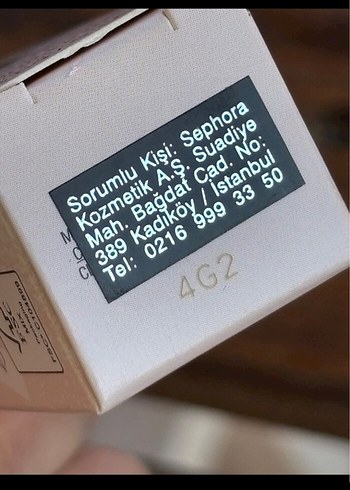 Sorumlu Kişi: Sephora
Kozmetik A.Ş. Suadiye
Mah. Bağdat Cad. No:
389 Kadıköy / İstanbul
Tel: 0216 999 33 50
4G2